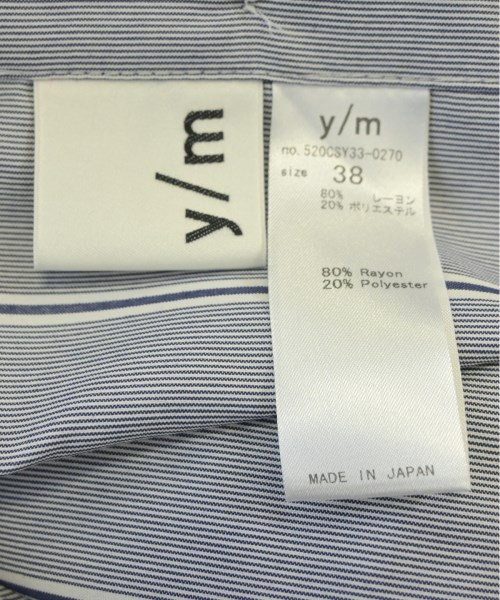 y/m
y/m
no. 520CSY33-0270
size 38
80% レーヨン
20% ポリエステル
80% Rayon
20% Polyester
MADE IN JAPAN